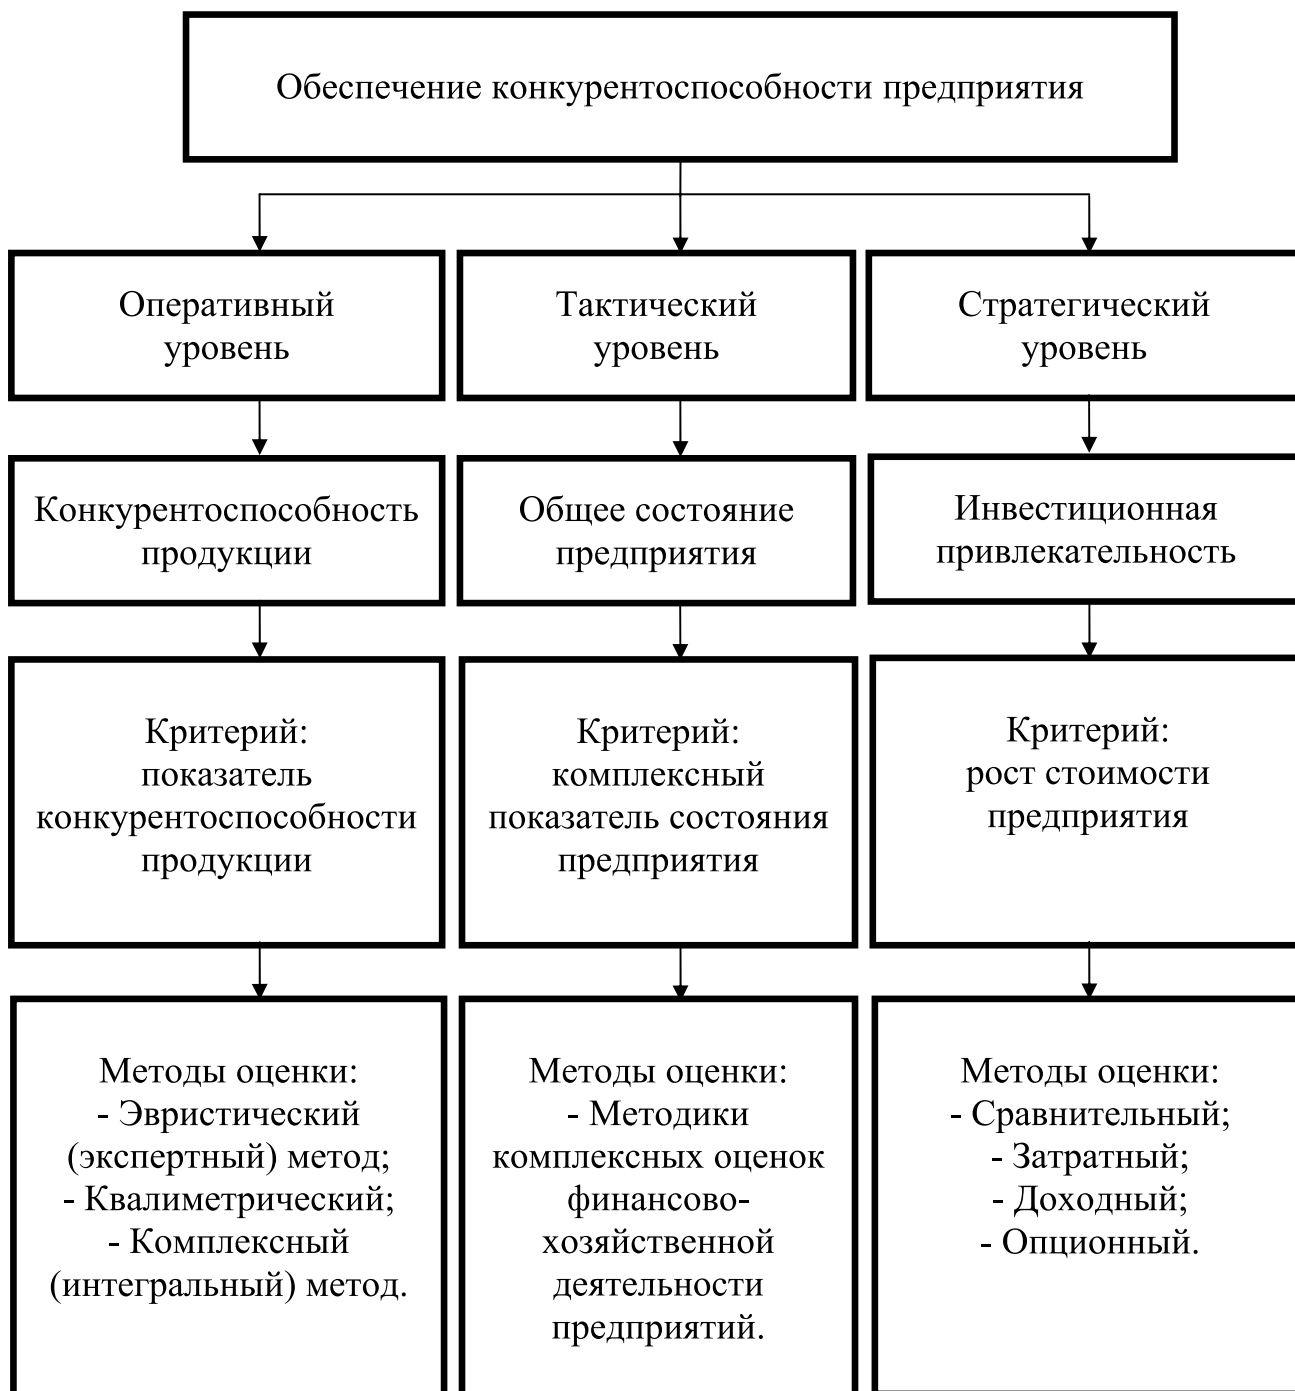 Обеспечение конкурентоспособности предприятия
Оперативный
уровень
Тактический
уровень
Стратегический
уровень
Конкурентоспособность
продукции
Общее состояние
предприятия
Инвестиционная
привлекательность
Критерий:
показатель
конкурентоспособности
продукции
Критерий:
комплексный
показатель состояния
предприятия
Критерий:
рост стоимости
предприятия
Методы оценки:
- Эвристический
(экспертный) метод;
- Квалиметрический;
- Комплексный
(интегральный) метод.
Методы оценки:
- Методики
комплексных оценок
финансово-
хозяйственной
деятельности
предприятий.
Методы оценки:
- Сравнительный;
- Затратный;
- Доходный;
- Опционный.